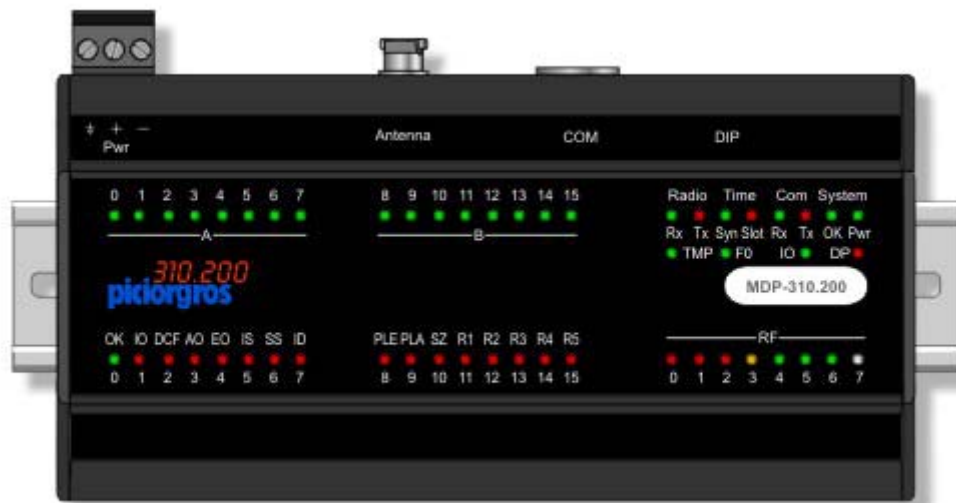 ⏚ + −
Pwr
Antenna
COM
DIP
0 1 2 3 4 5 6 7
A
8 9 10 11 12 13 14 15
B
Radio Time Com System
Rx Tx Syn Slot Rx Tx OK Pwr
TMP F0 IO DP
310.200
piciorgros
MDP-310.200
OK IO DCF AO EO IS SS ID
0 1 2 3 4 5 6 7
PLE PLA SZ R1 R2 R3 R4 R5
8 9 10 11 12 13 14 15
RF
0 1 2 3 4 5 6 7